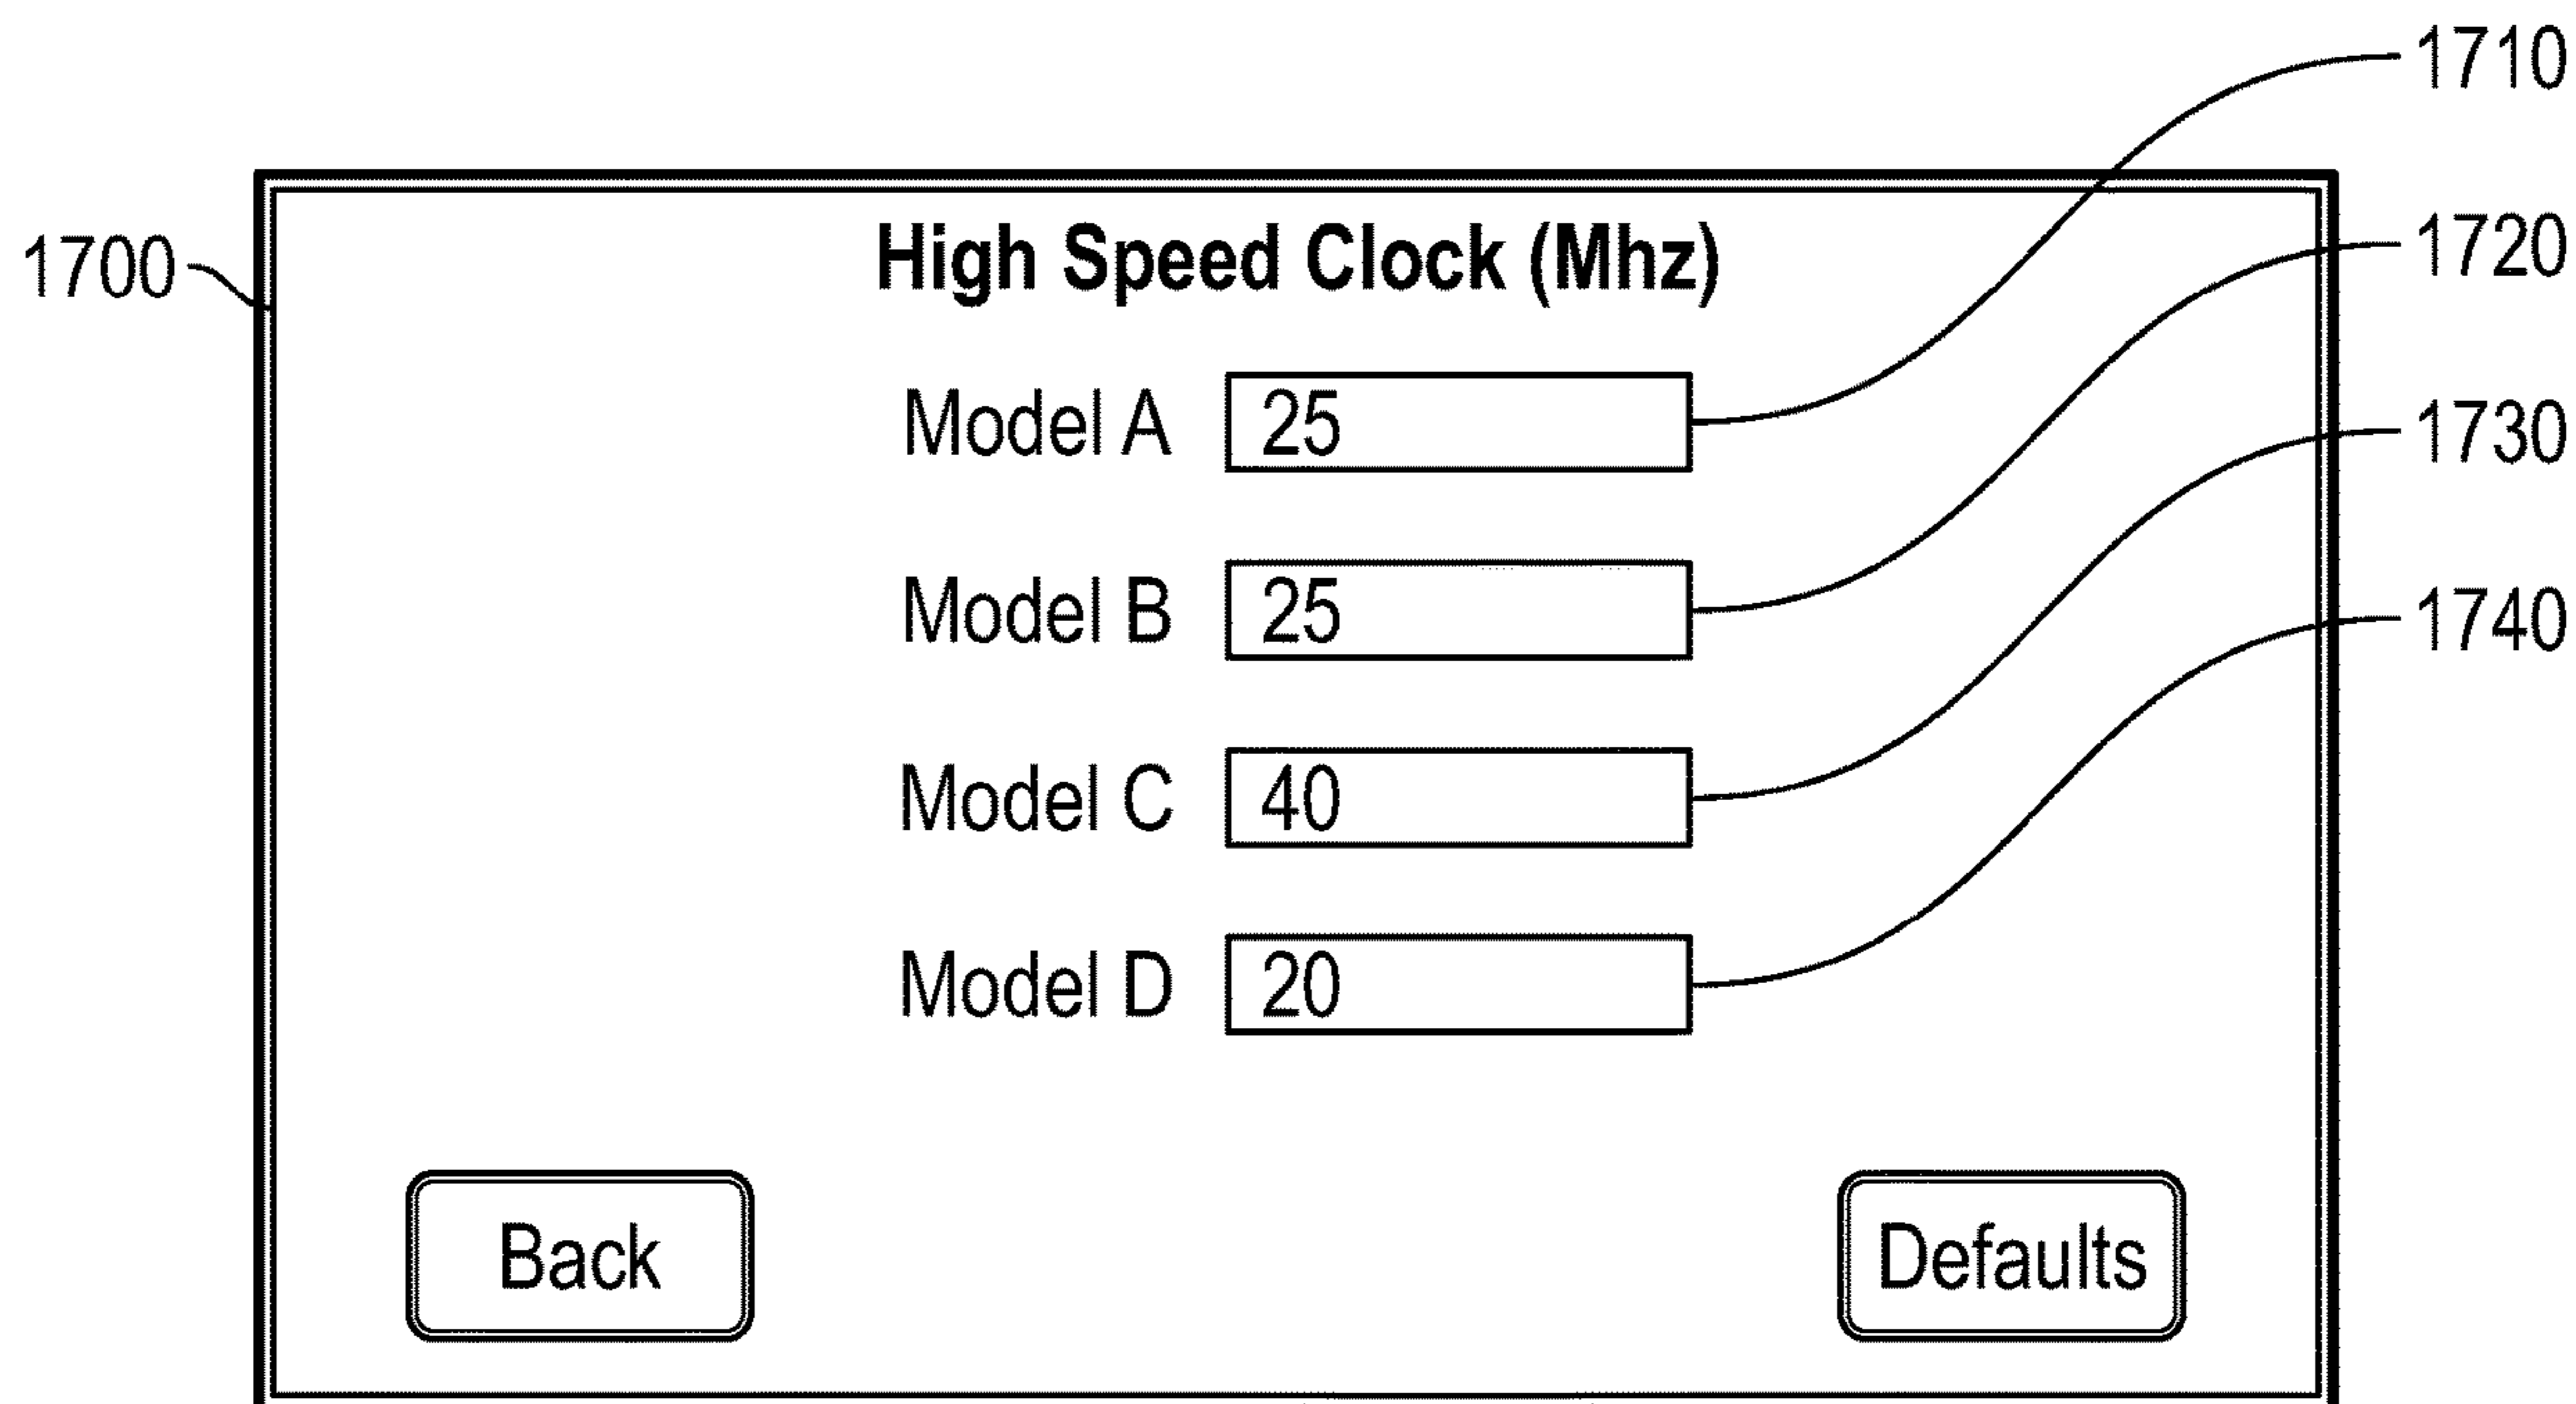 1710
1700
High Speed Clock (Mhz)
1720
Model A 25
1730
Model B 25
1740
Model C 40
Model D 20
Back
Defaults